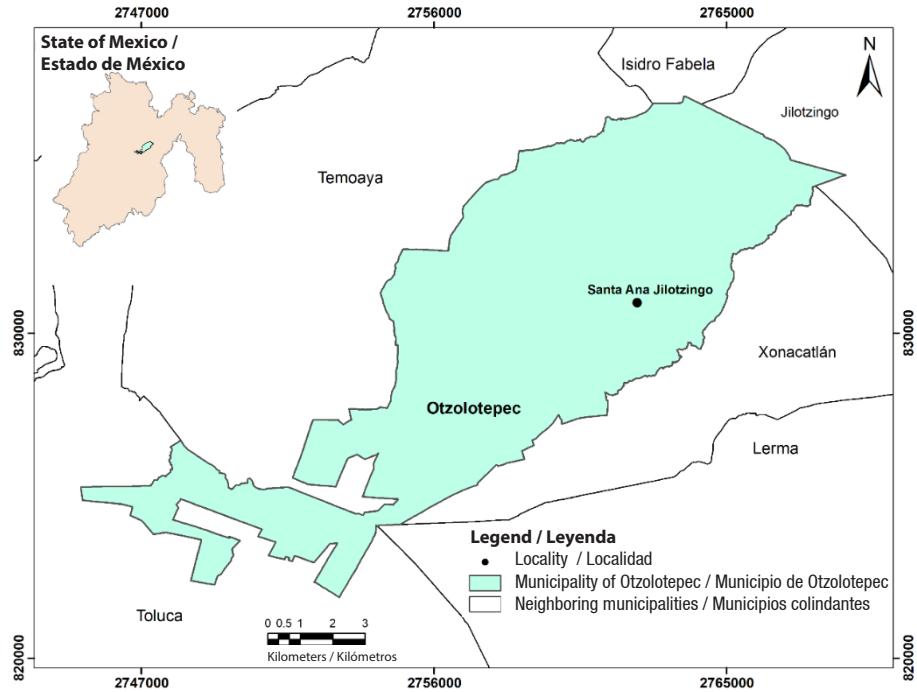 2747000
2756000
2765000
State of Mexico /
Estado de México
N
Isidro Fabela
Jilotzingo
Temoaya
Santa Ana Jilotzingo
830000
830000
Xonacatlán
Otzolotepec
Lerma
Legend / Leyenda
Locality / Localidad
Municipality of Otzolotepec / Municipio de Otzolotepec
Neighboring municipalities / Municipios colindantes
Toluca
0 0.5 1 2 3
Kilometers / Kilómetros
820000
820000
2747000
2756000
2765000